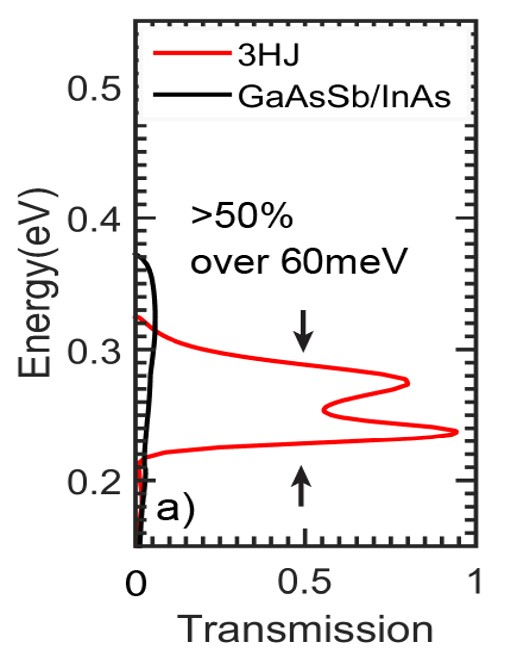 3HJ
GaAsSb/InAs
0.5
0.4
0.3
0.2
Energy(eV)
>50%
over 60meV
a)
0
0.5
1
Transmission